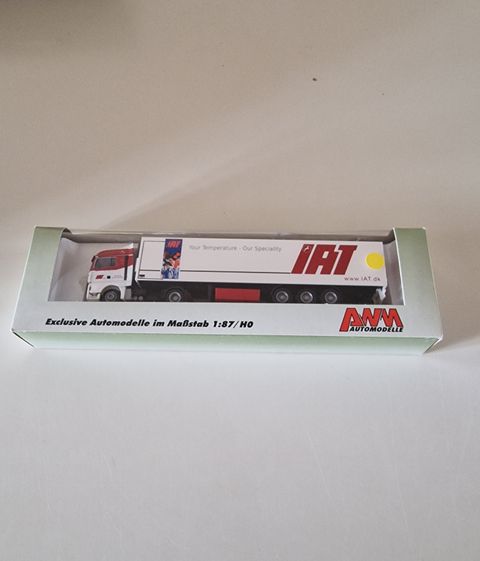 IAT
Your Temperature - Our Speciality
IAT
www.IAT.dk
Exclusive Automodelle im Maßstab 1:87/H0
AWM
AUTOMODELLE